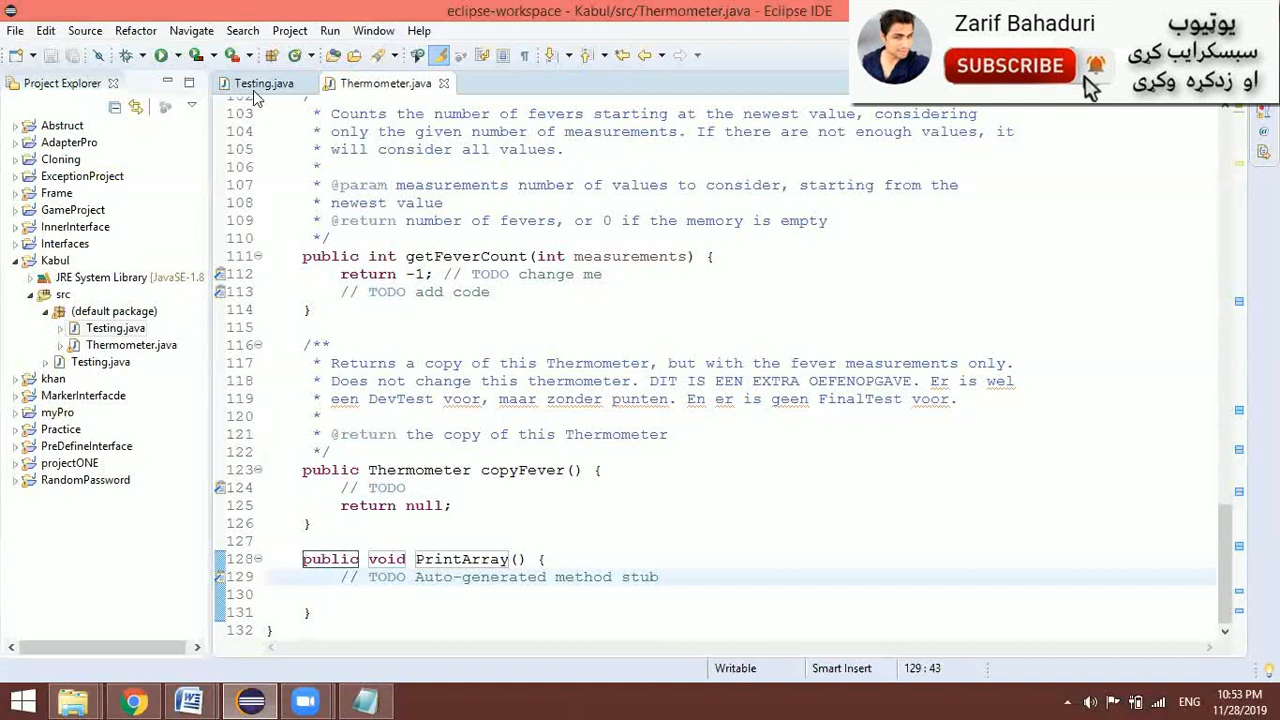 eclipse-workspace - Kabul/src/Thermometer.java - Eclipse IDE
File Edit Source Refactor Navigate Search Project Run Window Help
Zarif Bahaduri
SUBSCRIBE
یوټیوب
سبسکرایب کړی
او زدکړه وکړی
Project Explorer
Testing.java
Thermometer.java
Abstract
AdapterPro
Cloning
ExceptionProject
Frame
GameProject
InnerInterface
Interfaces
Kabul
JRE System Library [JavaSE-1.8
src
(default package)
Testing.java
Thermometer.java
Testing.java
khan
MarkerInterfacde
myPro
Practice
PreDefineInterface
projectONE
RandomPassword
103 * Counts the number of fevers starting at the newest value, considering
104 * only the given number of measurements. If there are not enough values, it
105 * will consider all values.
106 *
107 * @param measurements number of values to consider, starting from the
108 * newest value
109 * @return number of fevers, or 0 if the memory is empty
110 */
111 public int getFeverCount(int measurements) {
112 return -1; // TODO change me
113 // TODO add code
114 }
115
116 /**
117 * Returns a copy of this Thermometer, but with the fever measurements only.
118 * Does not change this thermometer. DIT IS EEN EXTRA OEFENOPGAVE. Er is wel
119 * een DevTest voor, maar zonder punten. En er is geen FinalTest voor.
120 *
121 * @return the copy of this Thermometer
122 */
123 public Thermometer copyFever() {
124 // TODO
125 return null;
126 }
127
128 public void PrintArray() {
129 // TODO Auto-generated method stub
130
131 }
132 }
Writable Smart Insert 129 : 43
ENG
10:53 PM
11/28/2019